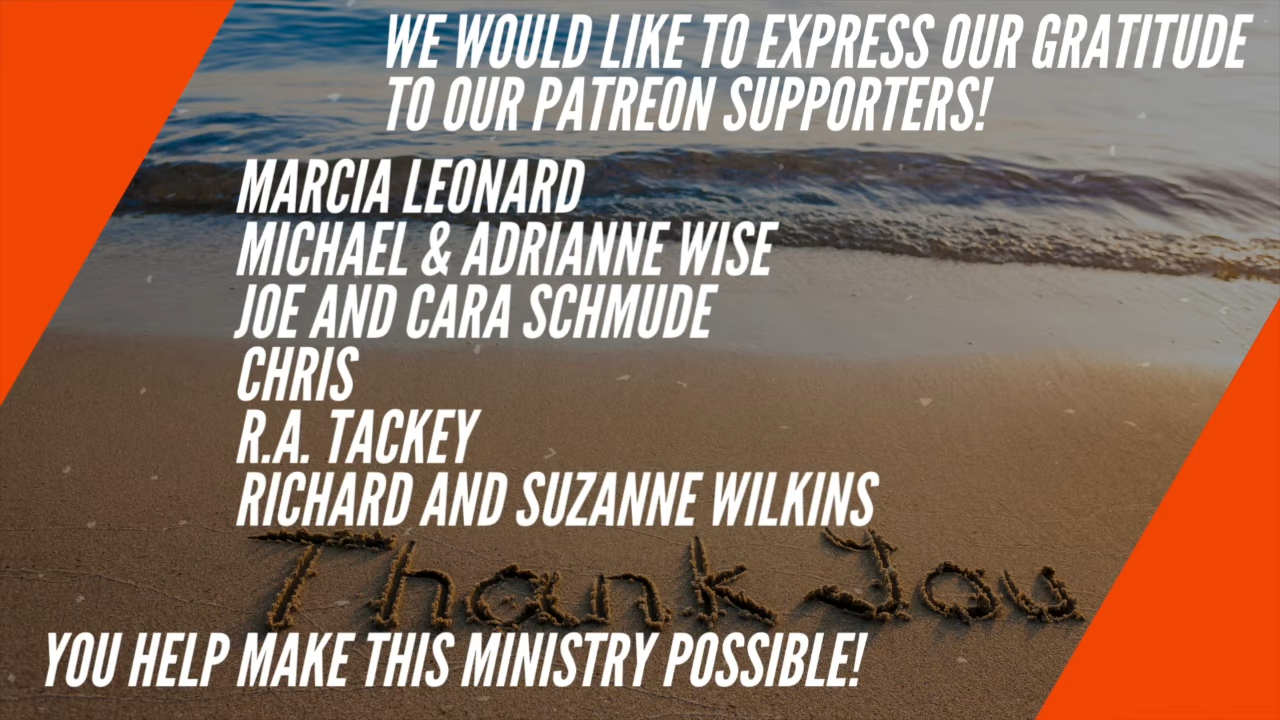 WE WOULD LIKE TO EXPRESS OUR GRATITUDE
TO OUR PATREON SUPPORTERS!
MARCIA LEONARD
MICHAEL & ADRIANNE WISE
JOE AND CARA SCHMUDE
CHRIS
R.A. TACKEY
RICHARD AND SUZANNE WILKINS
Thank You
YOU HELP MAKE THIS MINISTRY POSSIBLE!